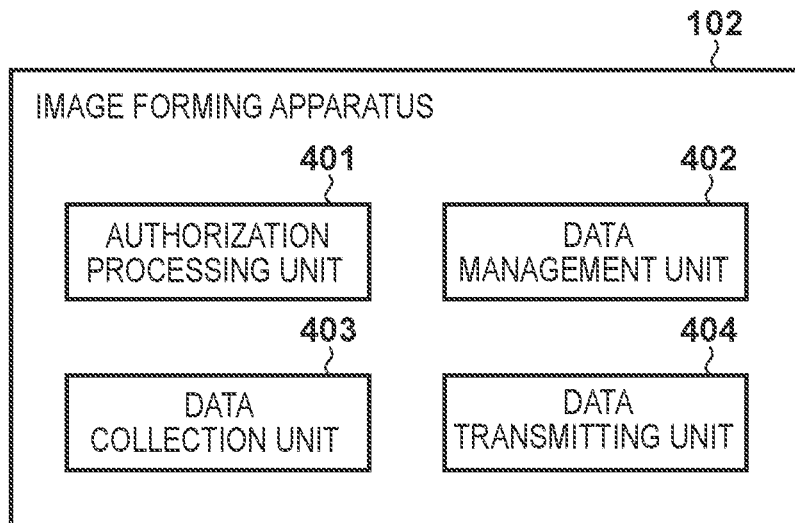 102
IMAGE FORMING APPARATUS
401
402
AUTHORIZATION
PROCESSING UNIT
DATA
MANAGEMENT UNIT
403
404
DATA
COLLECTION UNIT
DATA
TRANSMITTING UNIT